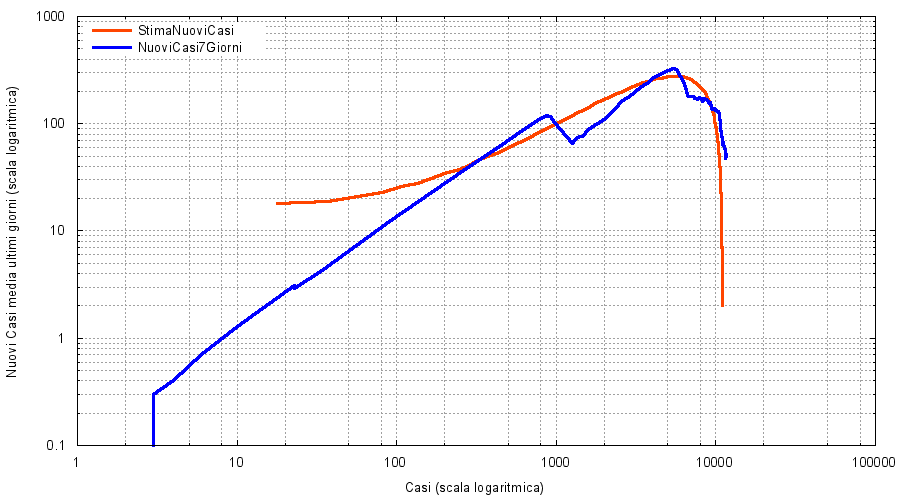 1000
StimaNuoviCasi
NuoviCasi7Giorni
100
10
1
0.1
Nuovi Casi media ultimi giorni (scala logaritmica)
1 10 100 1000 10000 100000
Casi (scala logaritmica)